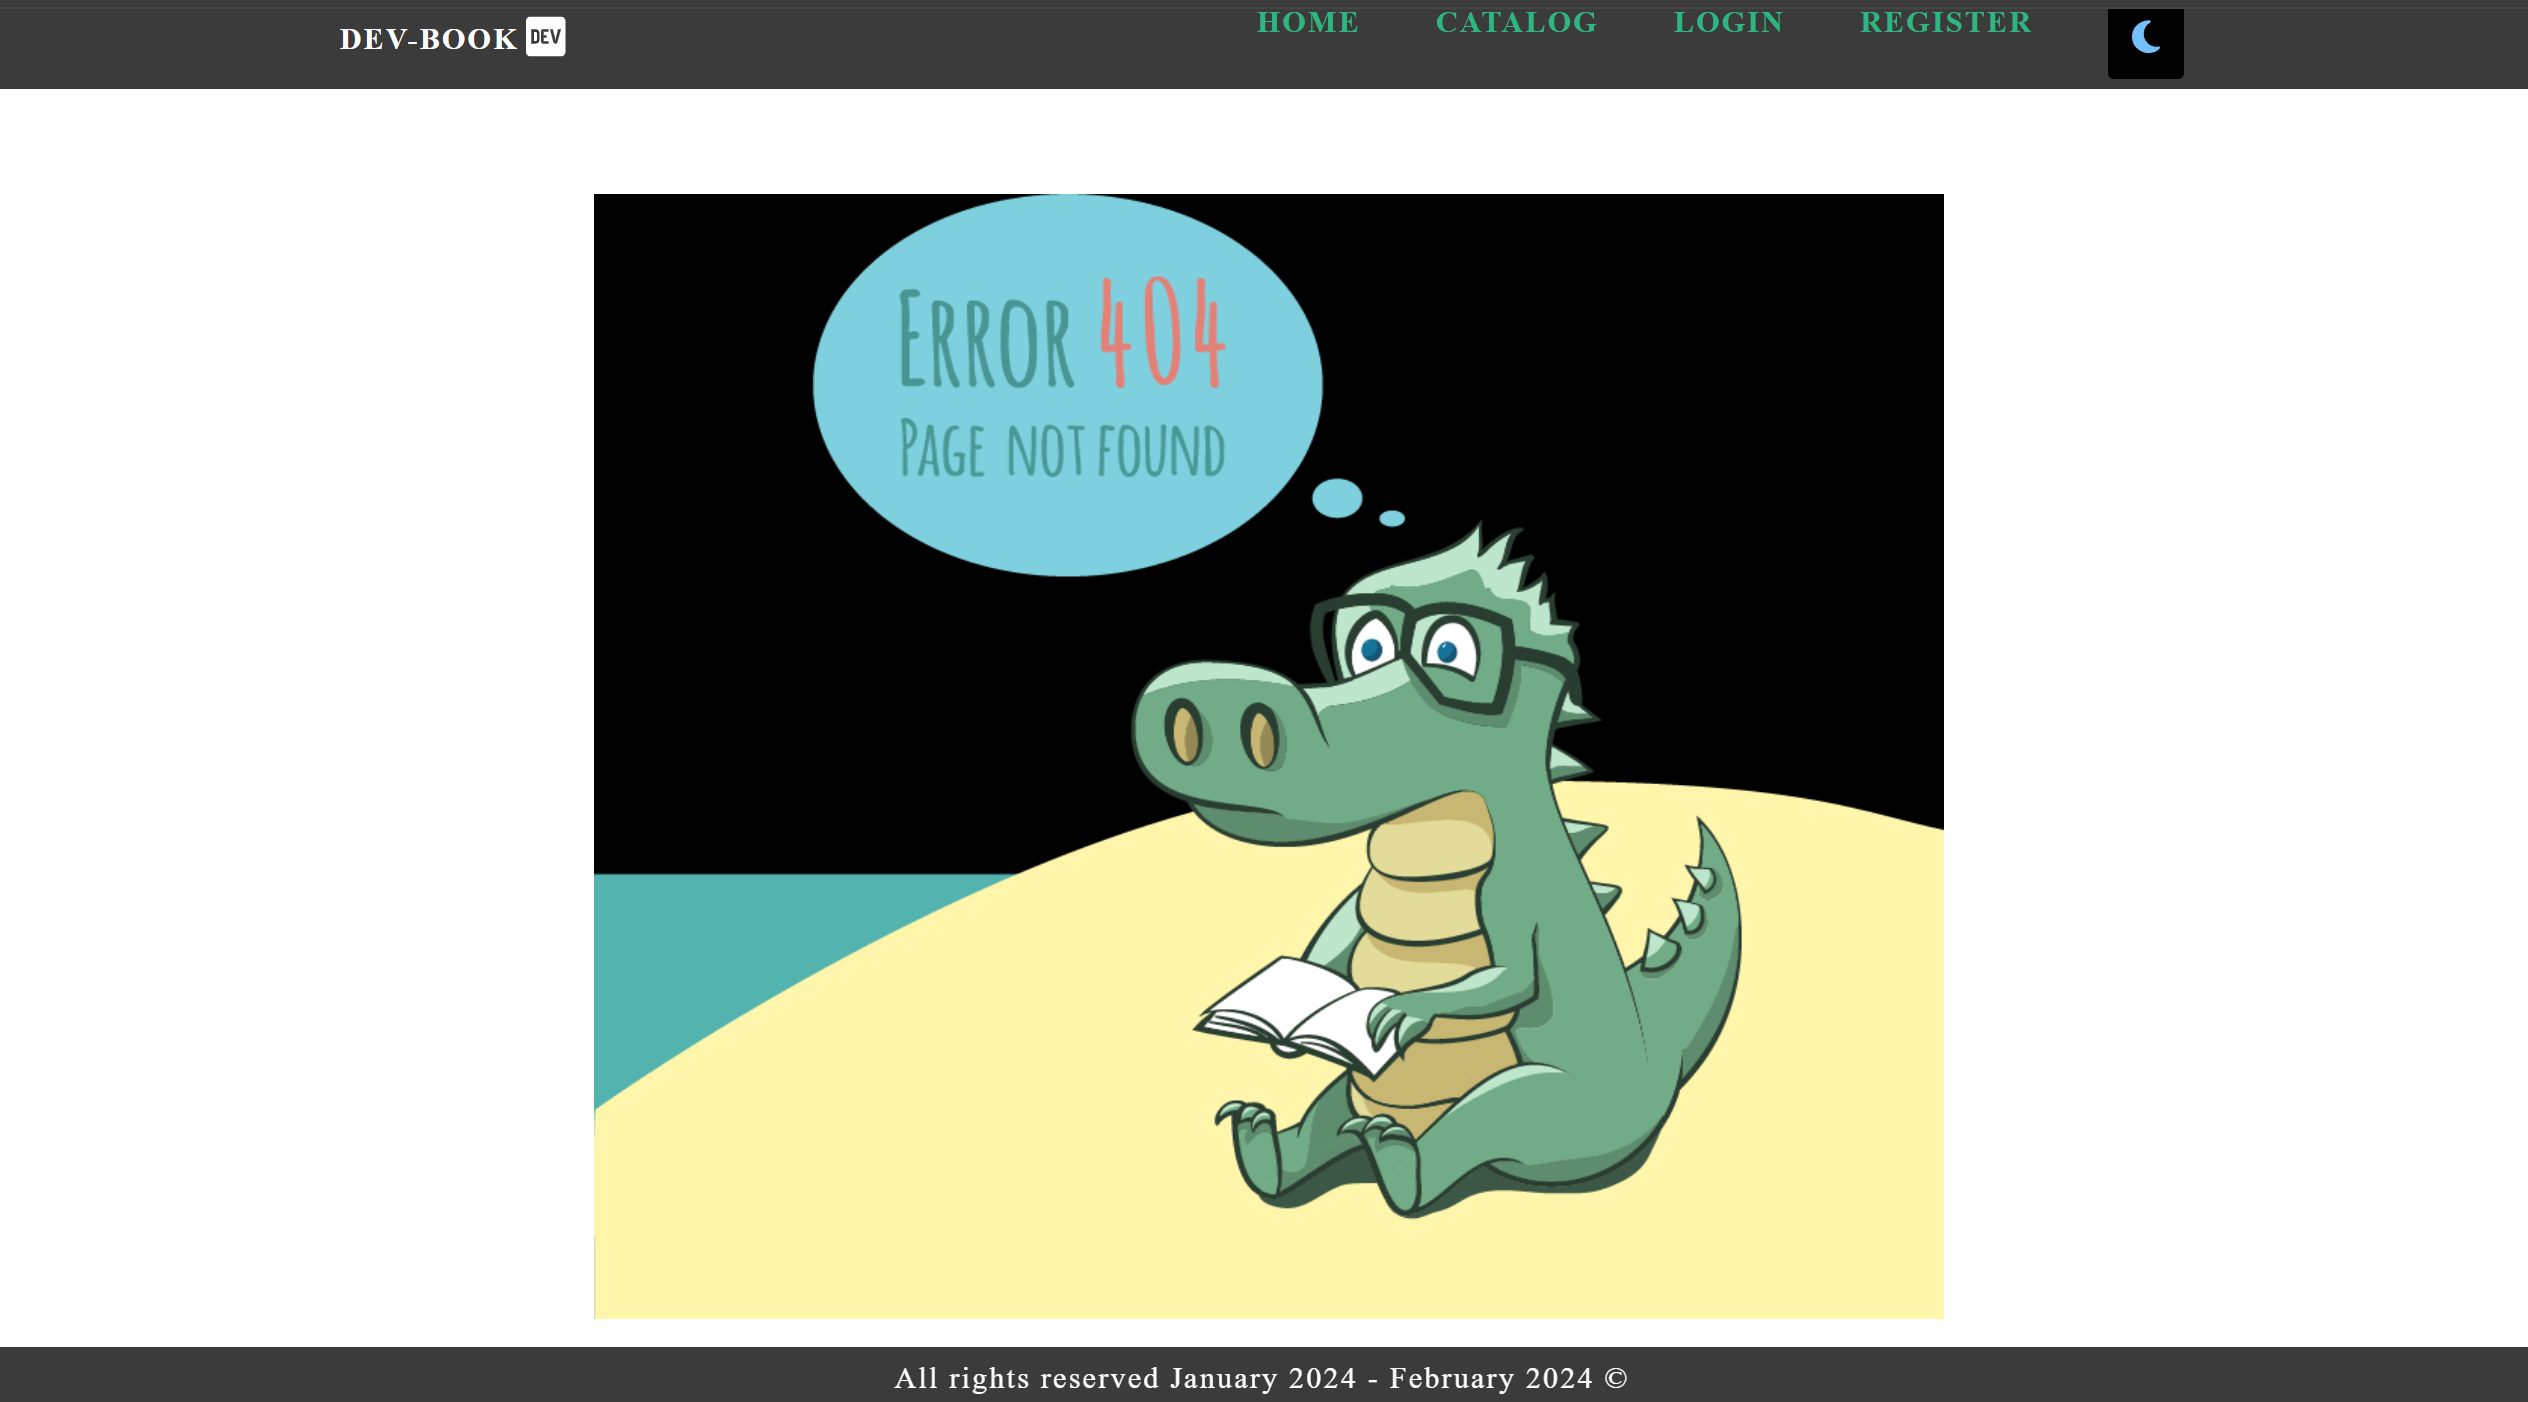 DEV-BOOK DEV
HOME CATALOG LOGIN REGISTER
ERROR 404
PAGE NOT FOUND
All rights reserved January 2024 - February 2024 ©